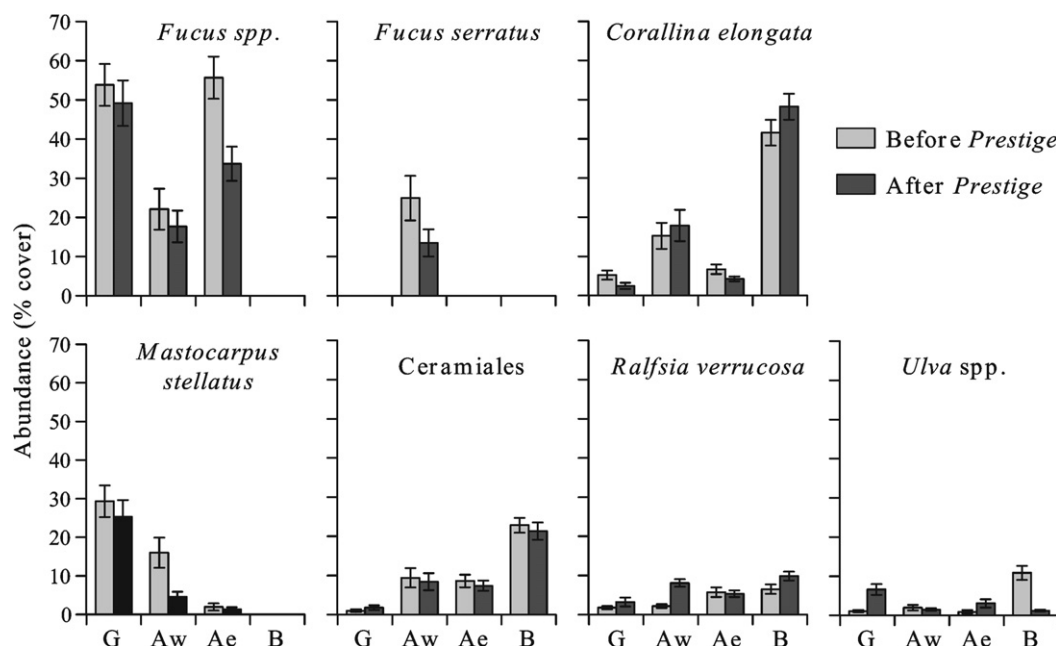 Fucus spp.
Fucus serratus
Corallina elongata
70
60
50
40
30
20
10
0
Before Prestige
After Prestige
Abundance (% cover)
Mastocarpus
stellatus
Ceramiales
Ralfsia verrucosa
Ulva spp.
70
60
50
40
30
20
10
0
G Aw Ae B
G Aw Ae B
G Aw Ae B
G Aw Ae B